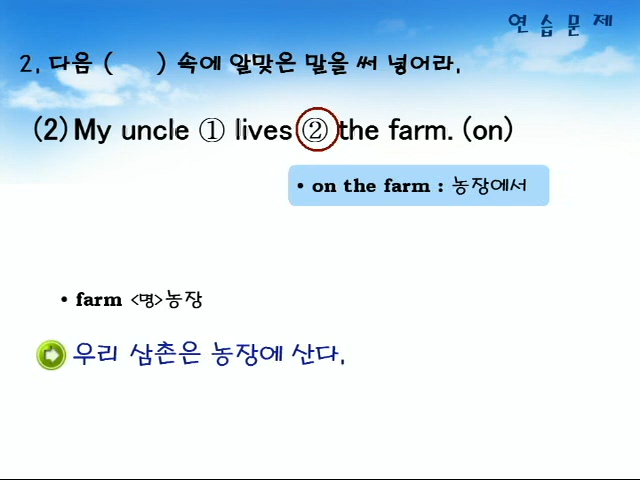 연 습 문 제
2. 다음 (     ) 속에 알맞은 말을 써 넣어라.
(2) My uncle ① lives ② the farm. (on)
• on the farm : 농장에서
• farm <명>농장
우리 삼촌은 농장에 산다.